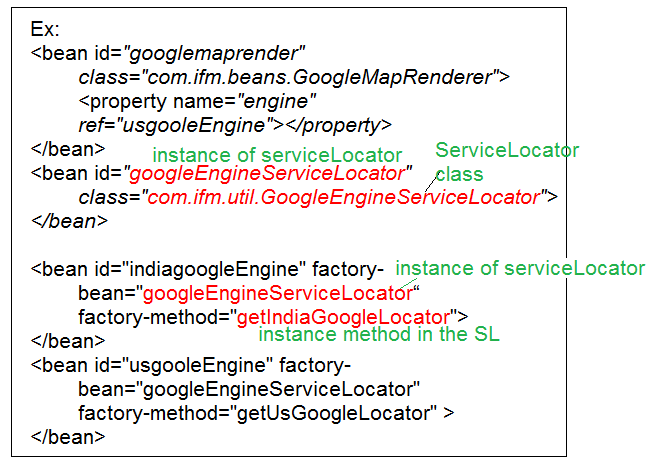 Ex:
<bean id="googlemaprender"
class="com.ifm.beans.GoogleMapRenderer">
<property name="engine"
ref="usgooleEngine"></property>
</bean>
instance of serviceLocator
ServiceLocator
class
<bean id="googleEngineServiceLocator"
class="com.ifm.util.GoogleEngineServiceLocator">
</bean>
<bean id="indiagoogleEngine" factory-
instance of serviceLocator
bean="googleEngineServiceLocator“
factory-method="getIndiaGoogleLocator">
instance method in the SL
</bean>
<bean id="usgooleEngine" factory-
bean="googleEngineServiceLocator"
factory-method="getUsGoogleLocator" >
</bean>